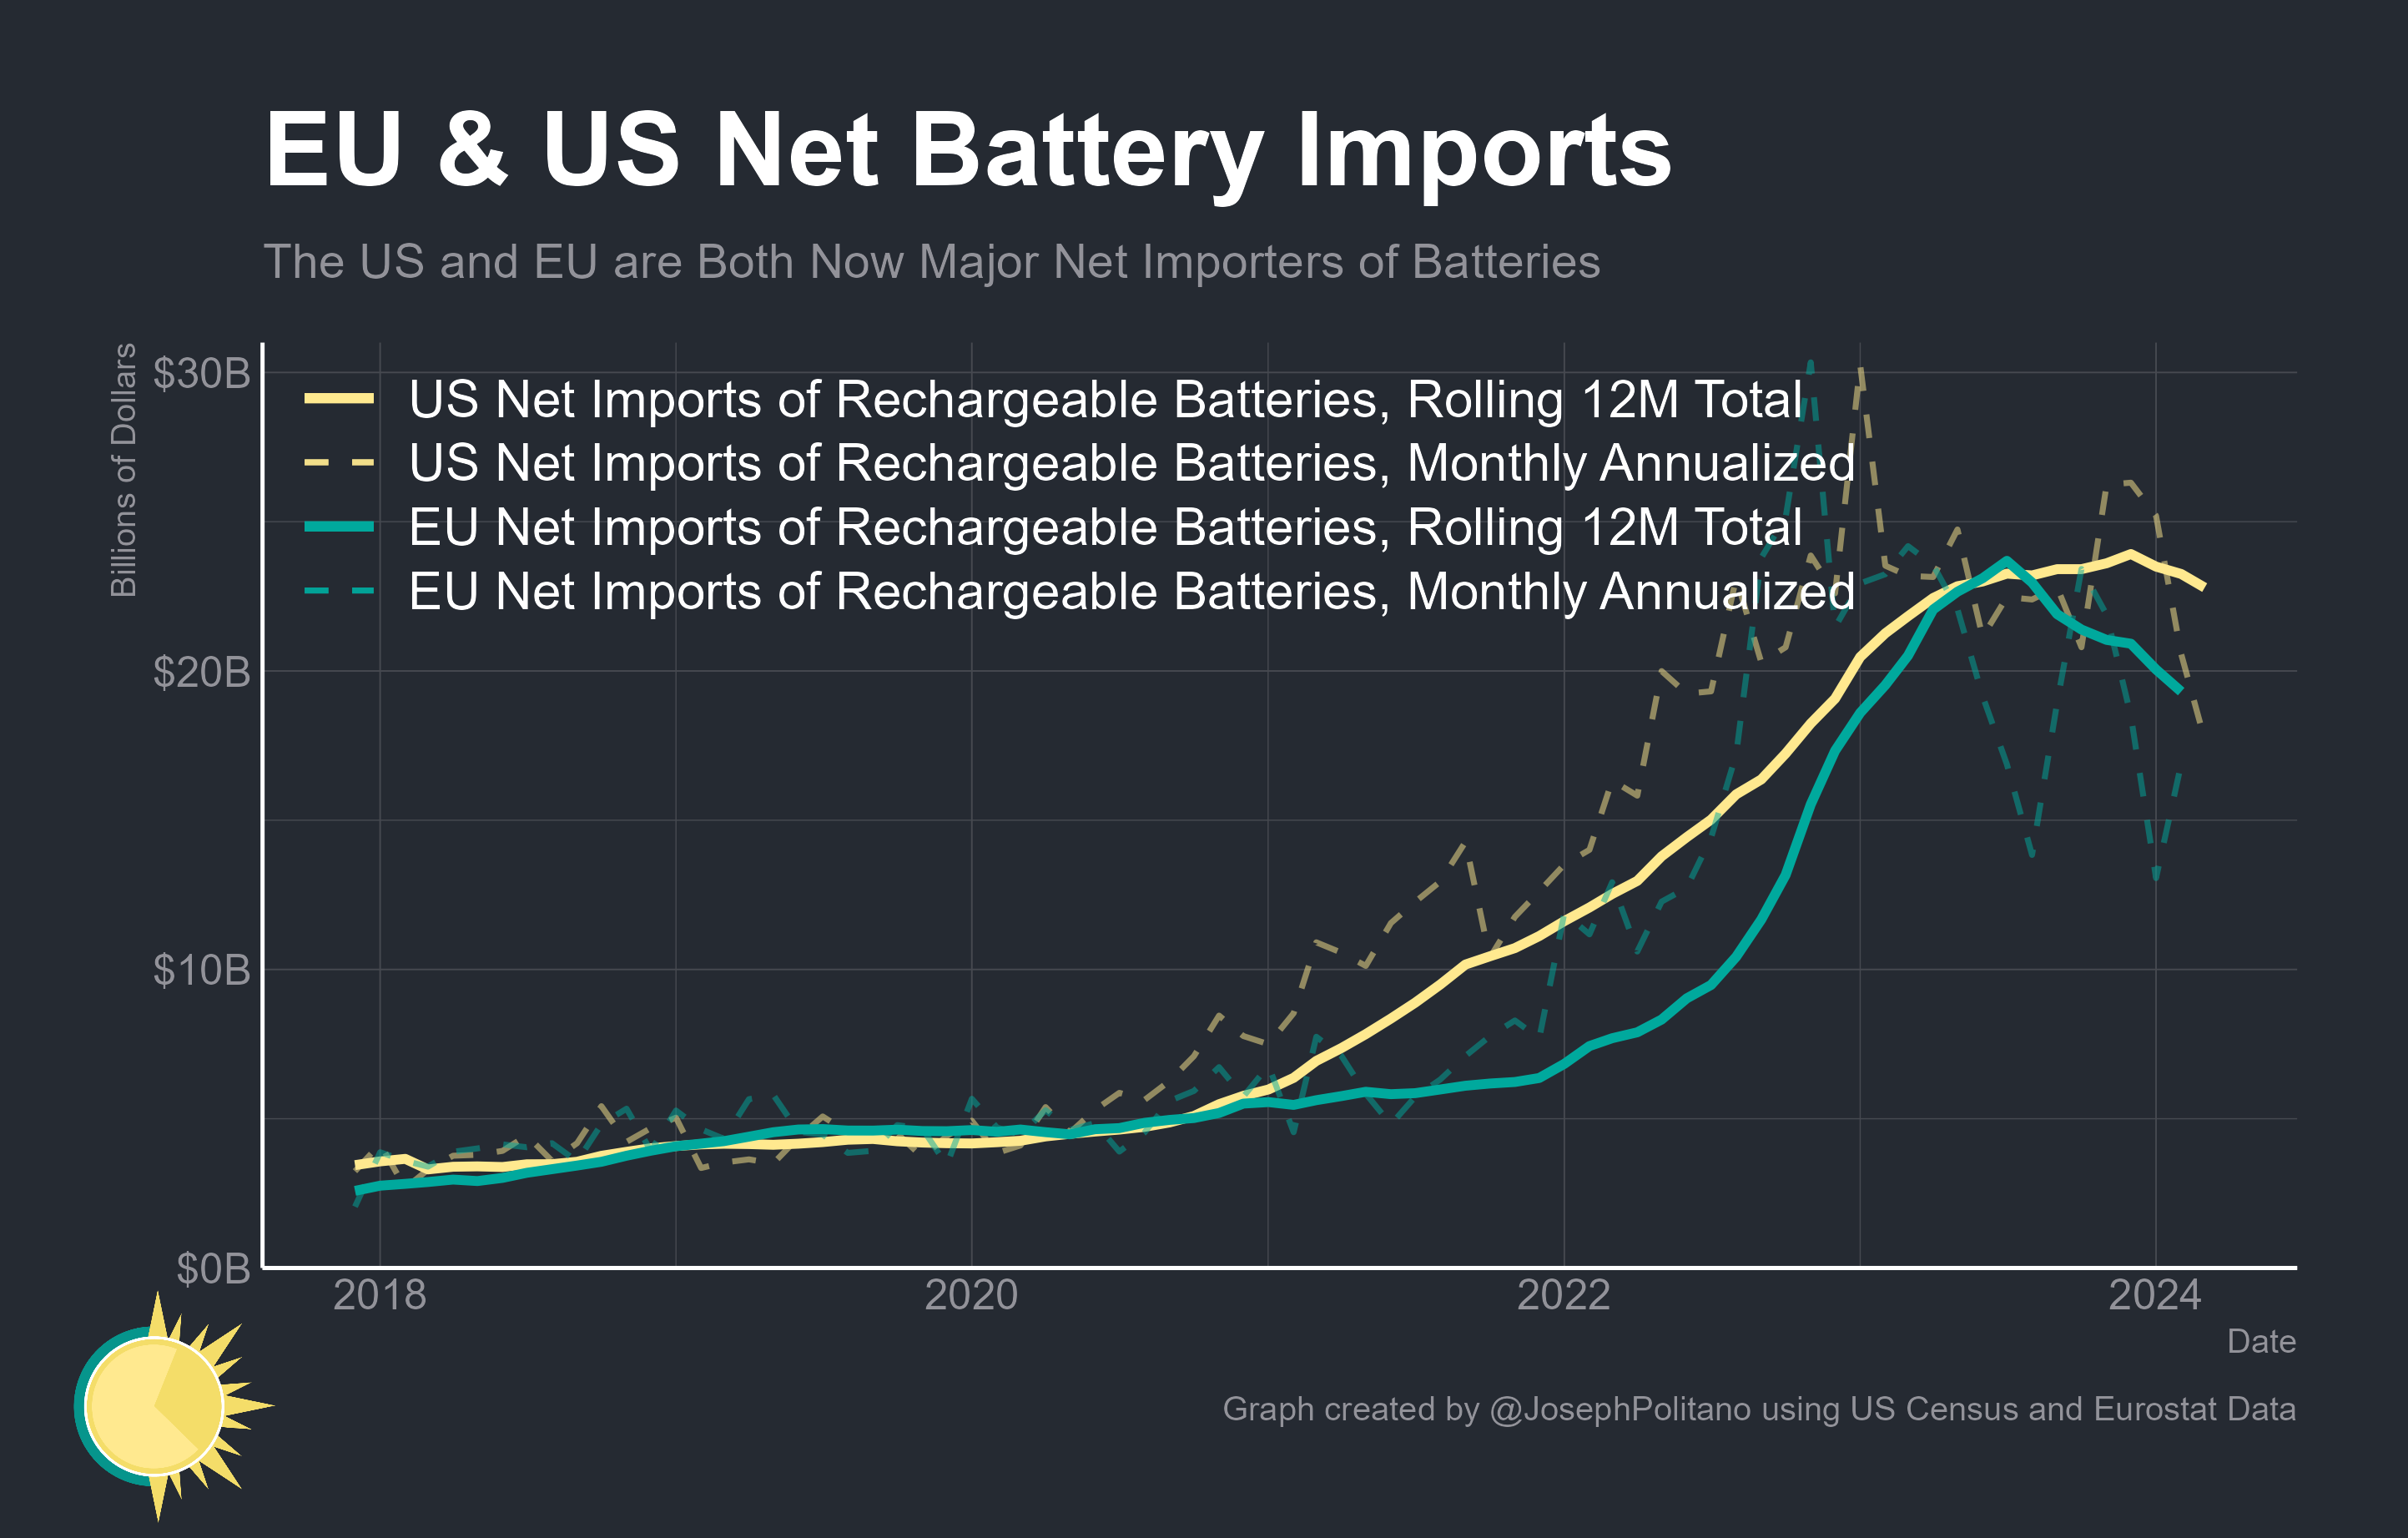 EU & US Net Battery Imports
The US and EU are Both Now Major Net Importers of Batteries
Billions of Dollars
$30B
$20B
$10B
$0B
US Net Imports of Rechargeable Batteries, Rolling 12M Total
US Net Imports of Rechargeable Batteries, Monthly Annualized
EU Net Imports of Rechargeable Batteries, Rolling 12M Total
EU Net Imports of Rechargeable Batteries, Monthly Annualized
2018 2020 2022 2024
Date
Graph created by @JosephPolitano using US Census and Eurostat Data